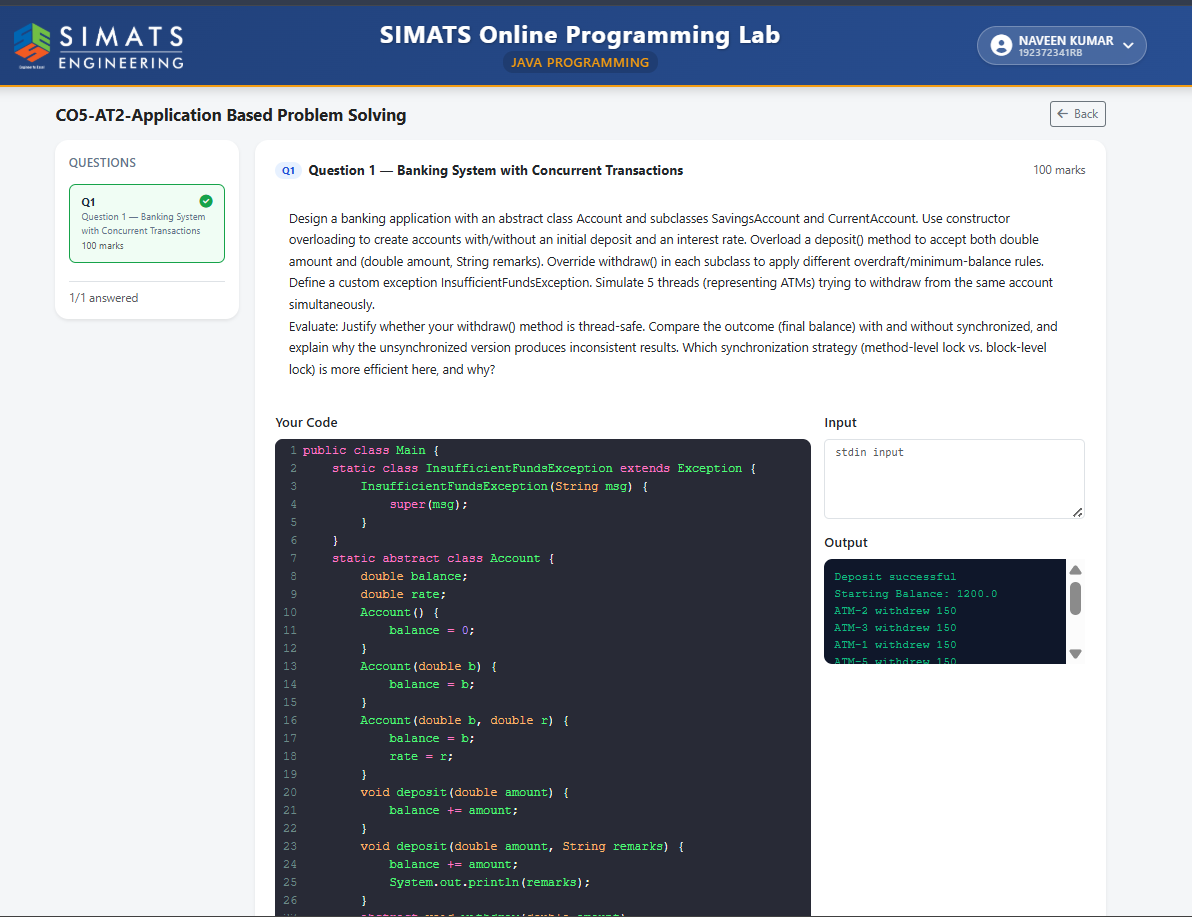 SIMATS
ENGINEERING
Engineer to Excel
SIMATS Online Programming Lab
JAVA PROGRAMMING
NAVEEN KUMAR
192372341RB
CO5-AT2-Application Based Problem Solving
Back
QUESTIONS
Q1
Question 1 — Banking System
with Concurrent Transactions
100 marks
1/1 answered
Q1 Question 1 — Banking System with Concurrent Transactions
100 marks
Design a banking application with an abstract class Account and subclasses SavingsAccount and CurrentAccount. Use constructor
overloading to create accounts with/without an initial deposit and an interest rate. Overload a deposit() method to accept both double
amount and (double amount, String remarks). Override withdraw() in each subclass to apply different overdraft/minimum-balance rules.
Define a custom exception InsufficientFundsException. Simulate 5 threads (representing ATMs) trying to withdraw from the same account
simultaneously.
Evaluate: Justify whether your withdraw() method is thread-safe. Compare the outcome (final balance) with and without synchronized, and
explain why the unsynchronized version produces inconsistent results. Which synchronization strategy (method-level lock vs. block-level
lock) is more efficient here, and why?
Your Code
1 public class Main {
2     static class InsufficientFundsException extends Exception {
3         InsufficientFundsException(String msg) {
4             super(msg);
5         }
6     }
7     static abstract class Account {
8         double balance;
9         double rate;
10         Account() {
11             balance = 0;
12         }
13         Account(double b) {
14             balance = b;
15         }
16         Account(double b, double r) {
17             balance = b;
18             rate = r;
19         }
20         void deposit(double amount) {
21             balance += amount;
22         }
23         void deposit(double amount, String remarks) {
24             balance += amount;
25             System.out.println(remarks);
26         }
Input
stdin input
Output
Deposit successful
Starting Balance: 1200.0
ATM-2 withdrew 150
ATM-3 withdrew 150
ATM-1 withdrew 150
ATM-5 withdrew 150